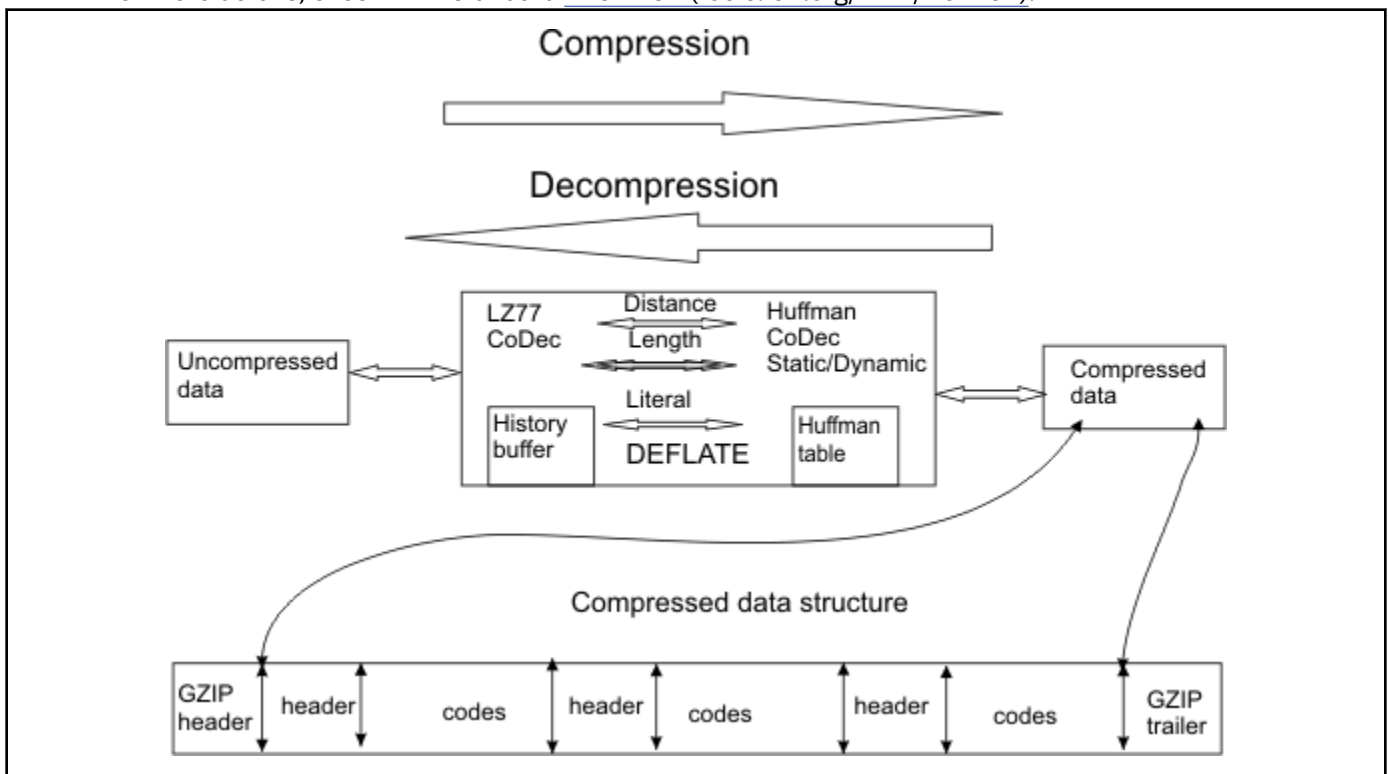 Compression
Decompression
LZ77
CoDec
Distance
Length
Literal
Huffman
CoDec
Static/Dynamic
Uncompressed
data
History
buffer
DEFLATE
Huffman
table
Compressed
data
Compressed data structure
GZIP
header
header
codes
header
codes
header
codes
GZIP
trailer